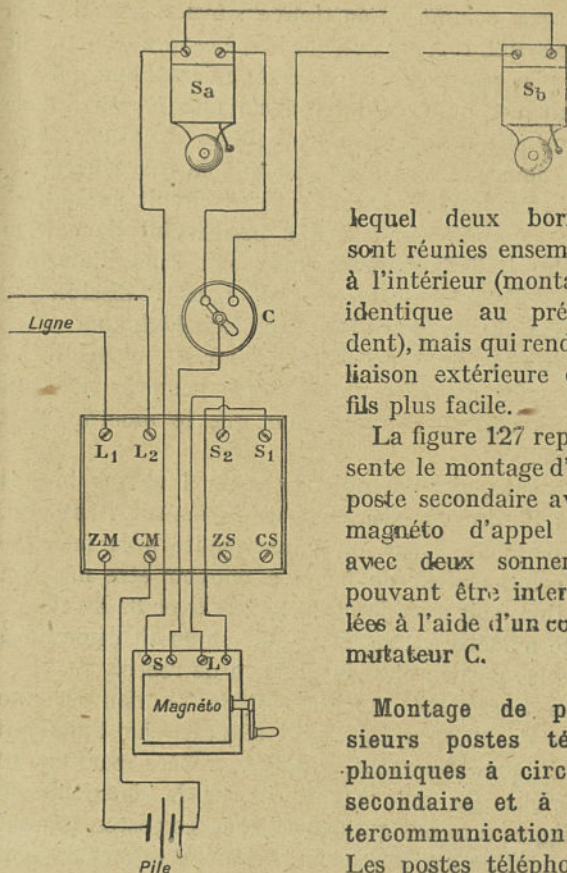 Sa
Sb
C
Ligne
L1 L2 S2 S1
ZM CM ZS CS
S L
Magnéto
Pile
lequel deux bor
sont réunies ensem
à l'intérieur (monta
identique au pré
dent), mais qui rend
liaison extérieure
fils plus facile.
La figure 127 rep
sente le montage d'
poste secondaire av
magnéto d'appel
avec deux sonner
pouvant être inter
lées à l'aide d'un co
mutateur C.
Montage de p
sieurs postes té
phoniques à circ
secondaire et à
tercommunication
Les postes télépho